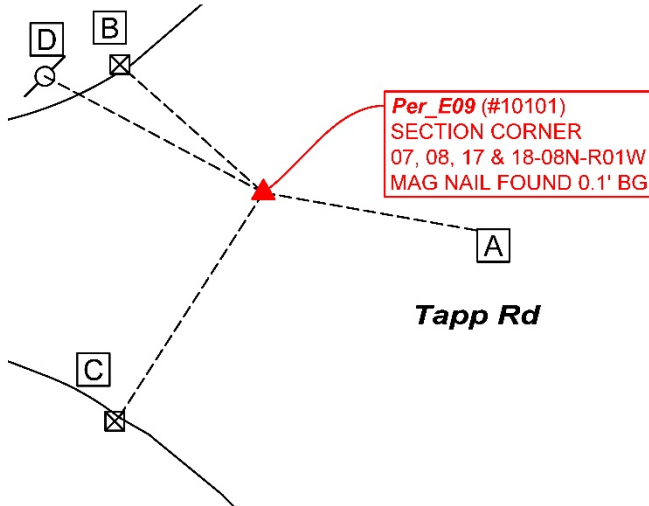 D
B
Per_E09 (#10101)
SECTION CORNER
07, 08, 17 & 18-08N-R01W
MAG NAIL FOUND 0.1' BG
A
Tapp Rd
C